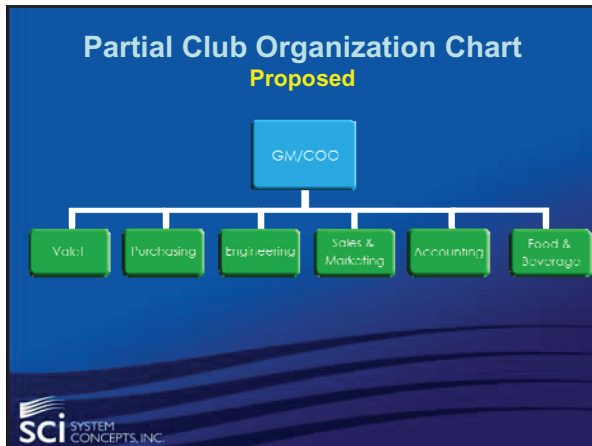 Partial Club Organization Chart
Proposed
GM/COO
Valet
Purchasing
Engineering
Sales &
Marketing
Accounting
Food &
Beverage
SCI SYSTEM
CONCEPTS, INC.